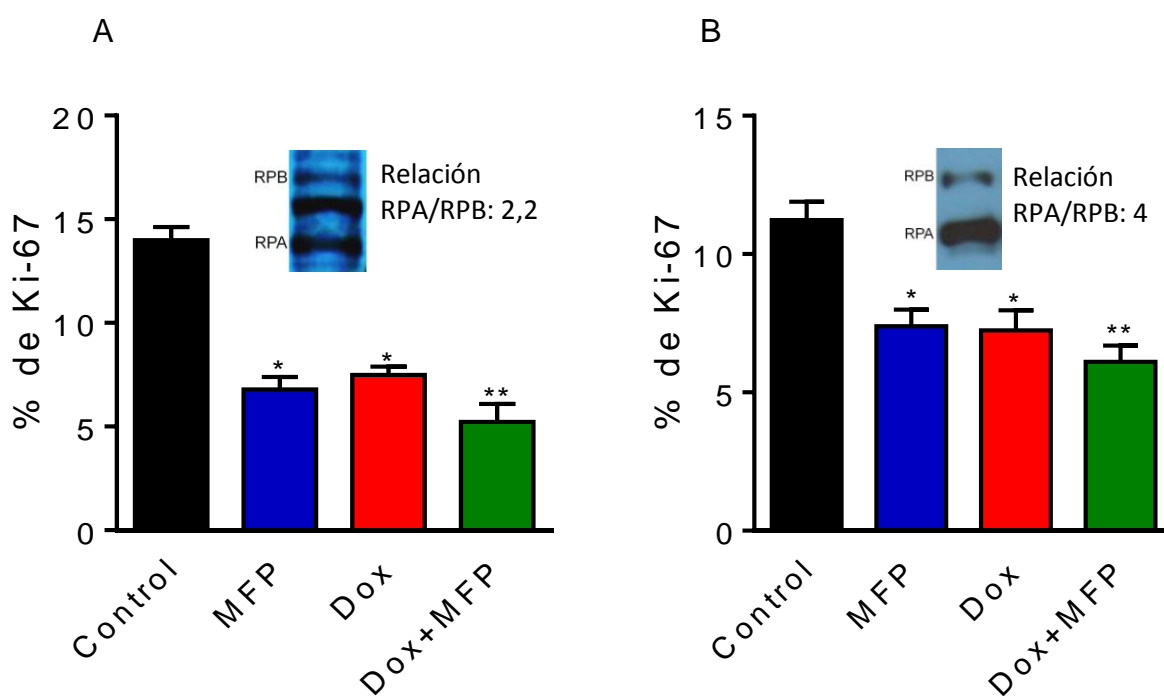 A
% de Ki-67
20
15
10
5
0
RPB
RPA
Relación
RPA/RPB: 2,2
*
*
**
Control
MFP
Dox
Dox+MFP
B
% de Ki-67
15
10
5
0
RPB
RPA
Relación
RPA/RPB: 4
*
*
**
Control
MFP
Dox
Dox+MFP